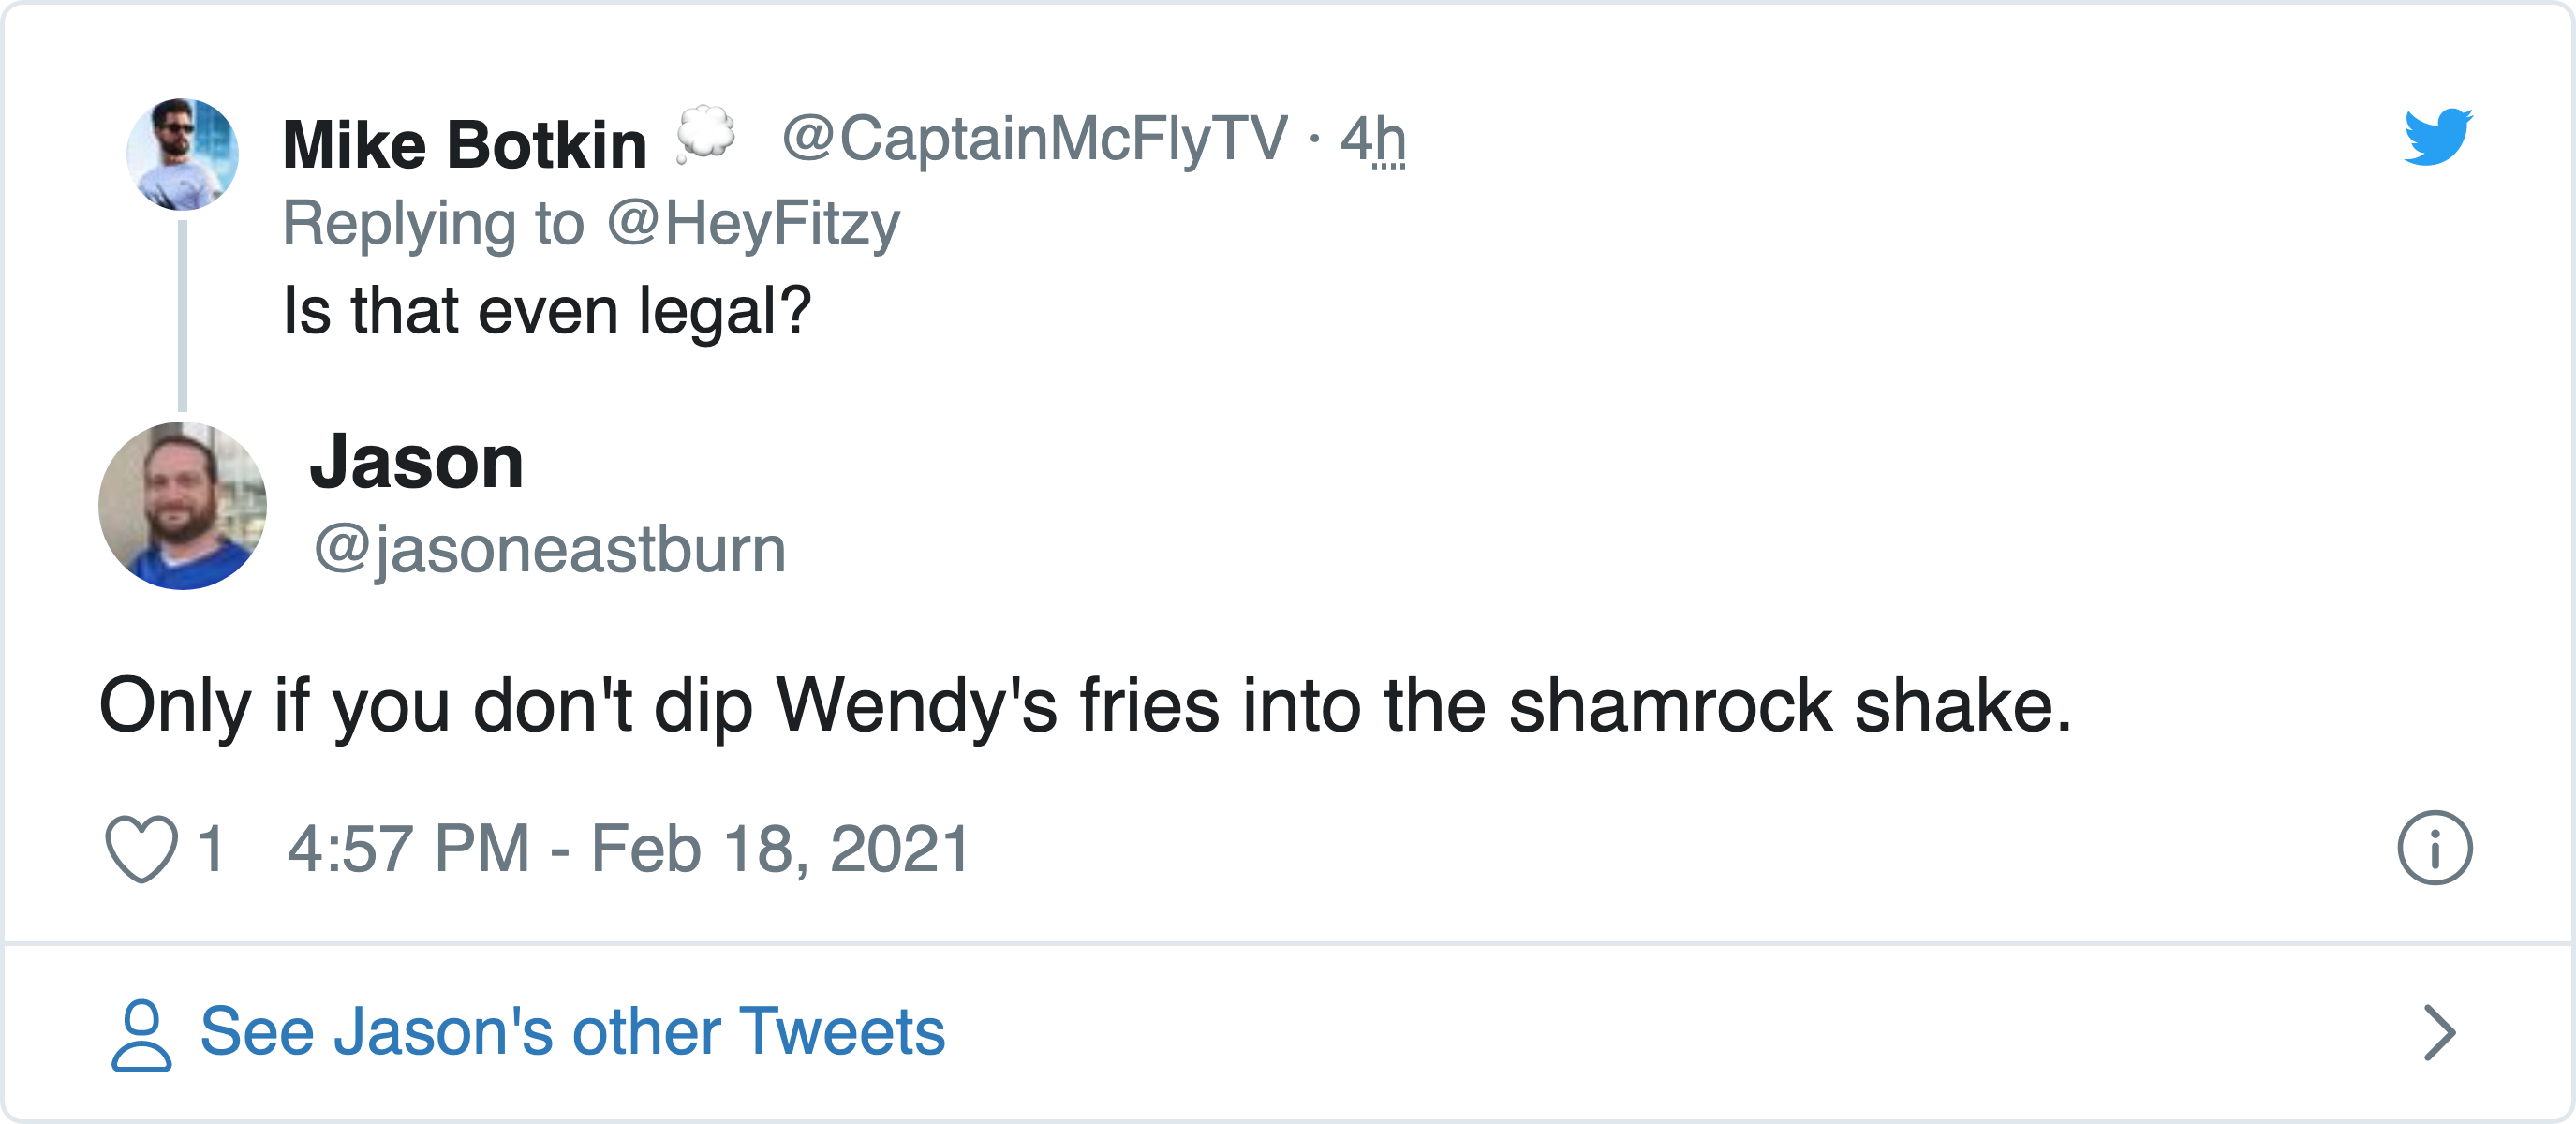 Mike Botkin 💭 @CaptainMcFlyTV · 4h
Replying to @HeyFitzy
Is that even legal?
Jason
@jasoneastburn
Only if you don't dip Wendy's fries into the shamrock shake.
1 4:57 PM - Feb 18, 2021
See Jason's other Tweets